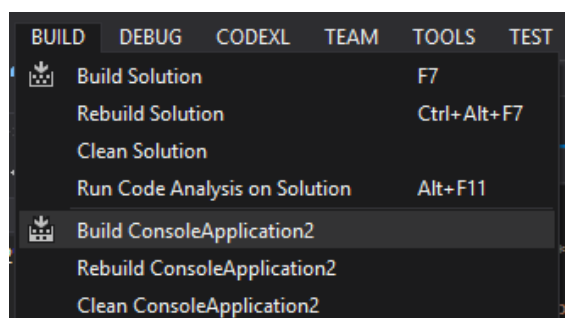 BUILD DEBUG CODEXL TEAM TOOLS TEST
Build Solution F7
Rebuild Solution Ctrl+Alt+F7
Clean Solution
Run Code Analysis on Solution Alt+F11
Build ConsoleApplication2
Rebuild ConsoleApplication2
Clean ConsoleApplication2